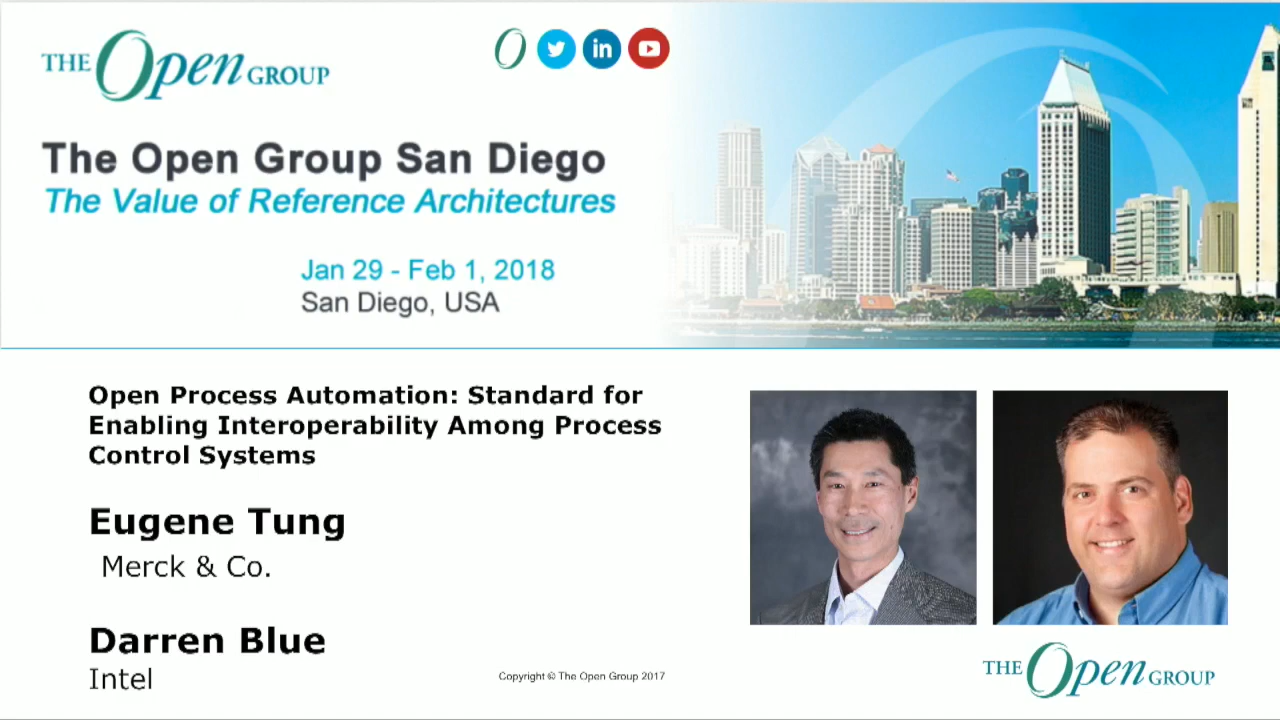 THE Open GROUP
The Open Group San Diego
The Value of Reference Architectures
Jan 29 - Feb 1, 2018
San Diego, USA
Open Process Automation: Standard for
Enabling Interoperability Among Process
Control Systems
Eugene Tung
Merck & Co.
Darren Blue
Intel
Copyright © The Open Group 2017
THE Open GROUP